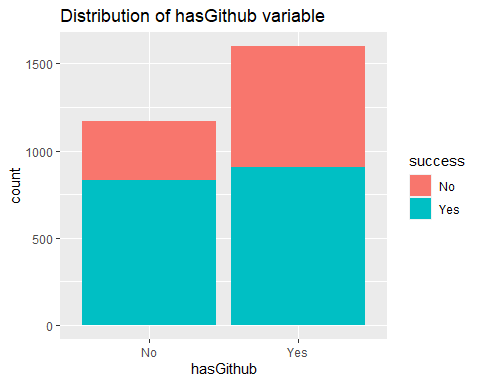 Distribution of hasGithub variable
1500
1000
500
0
count
No
Yes
hasGithub
success
No
Yes